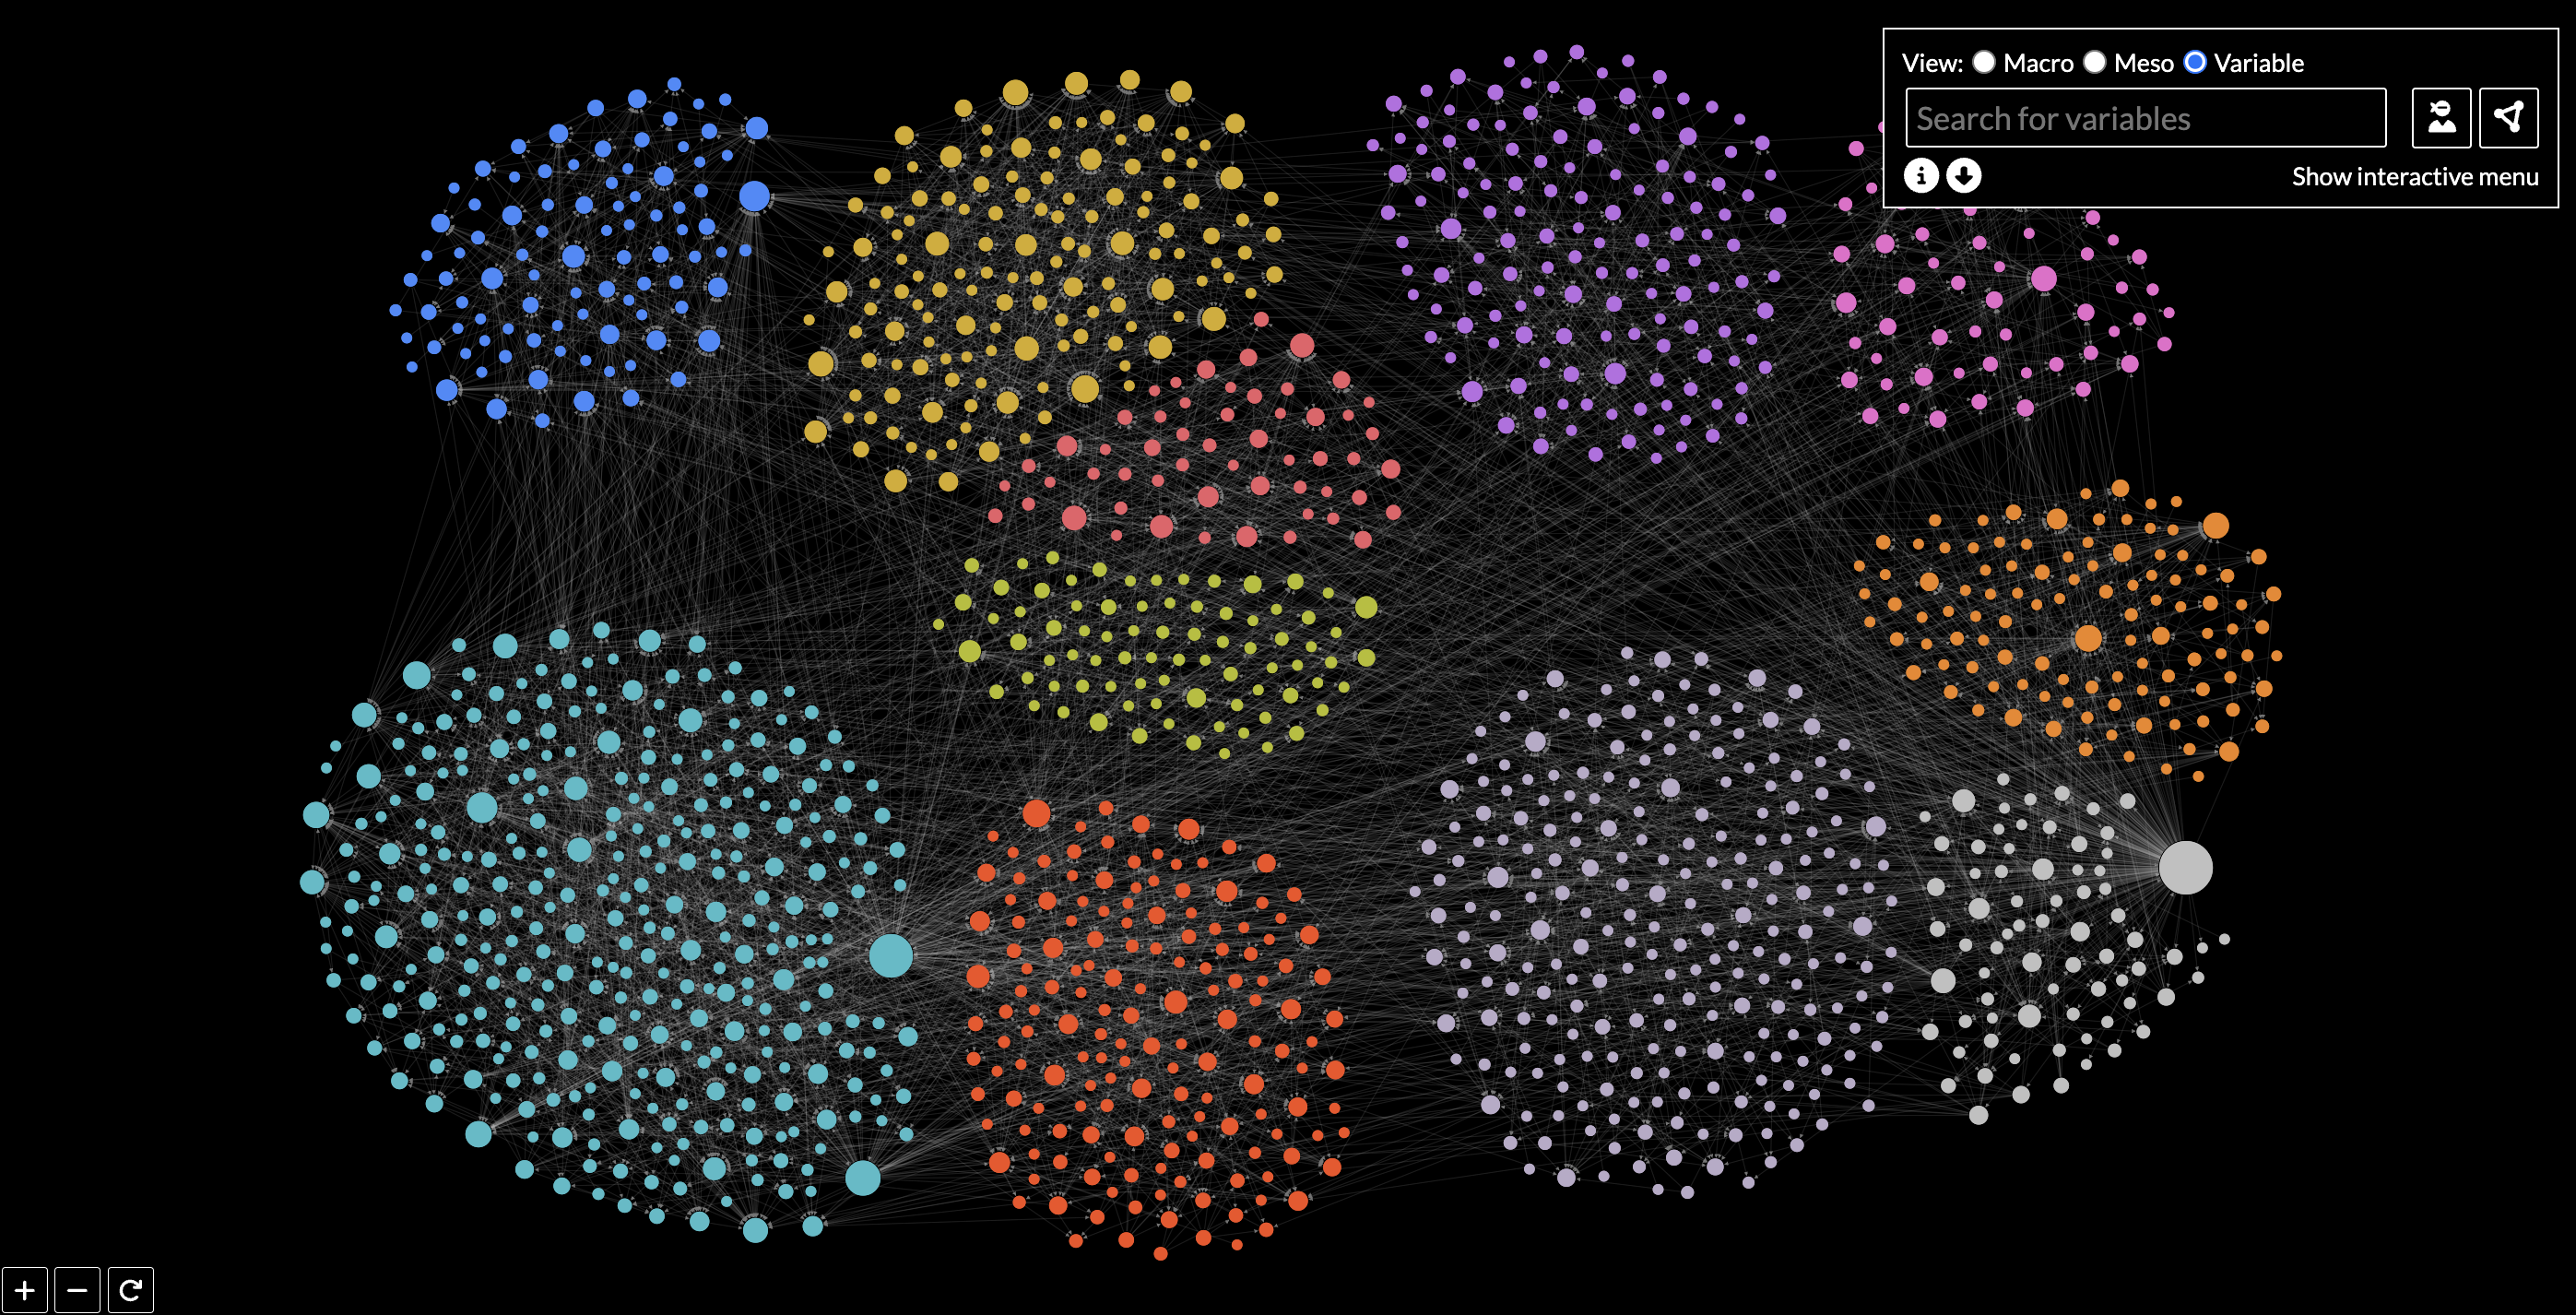 View: Macro Meso Variable
Search for variables
Show interactive menu